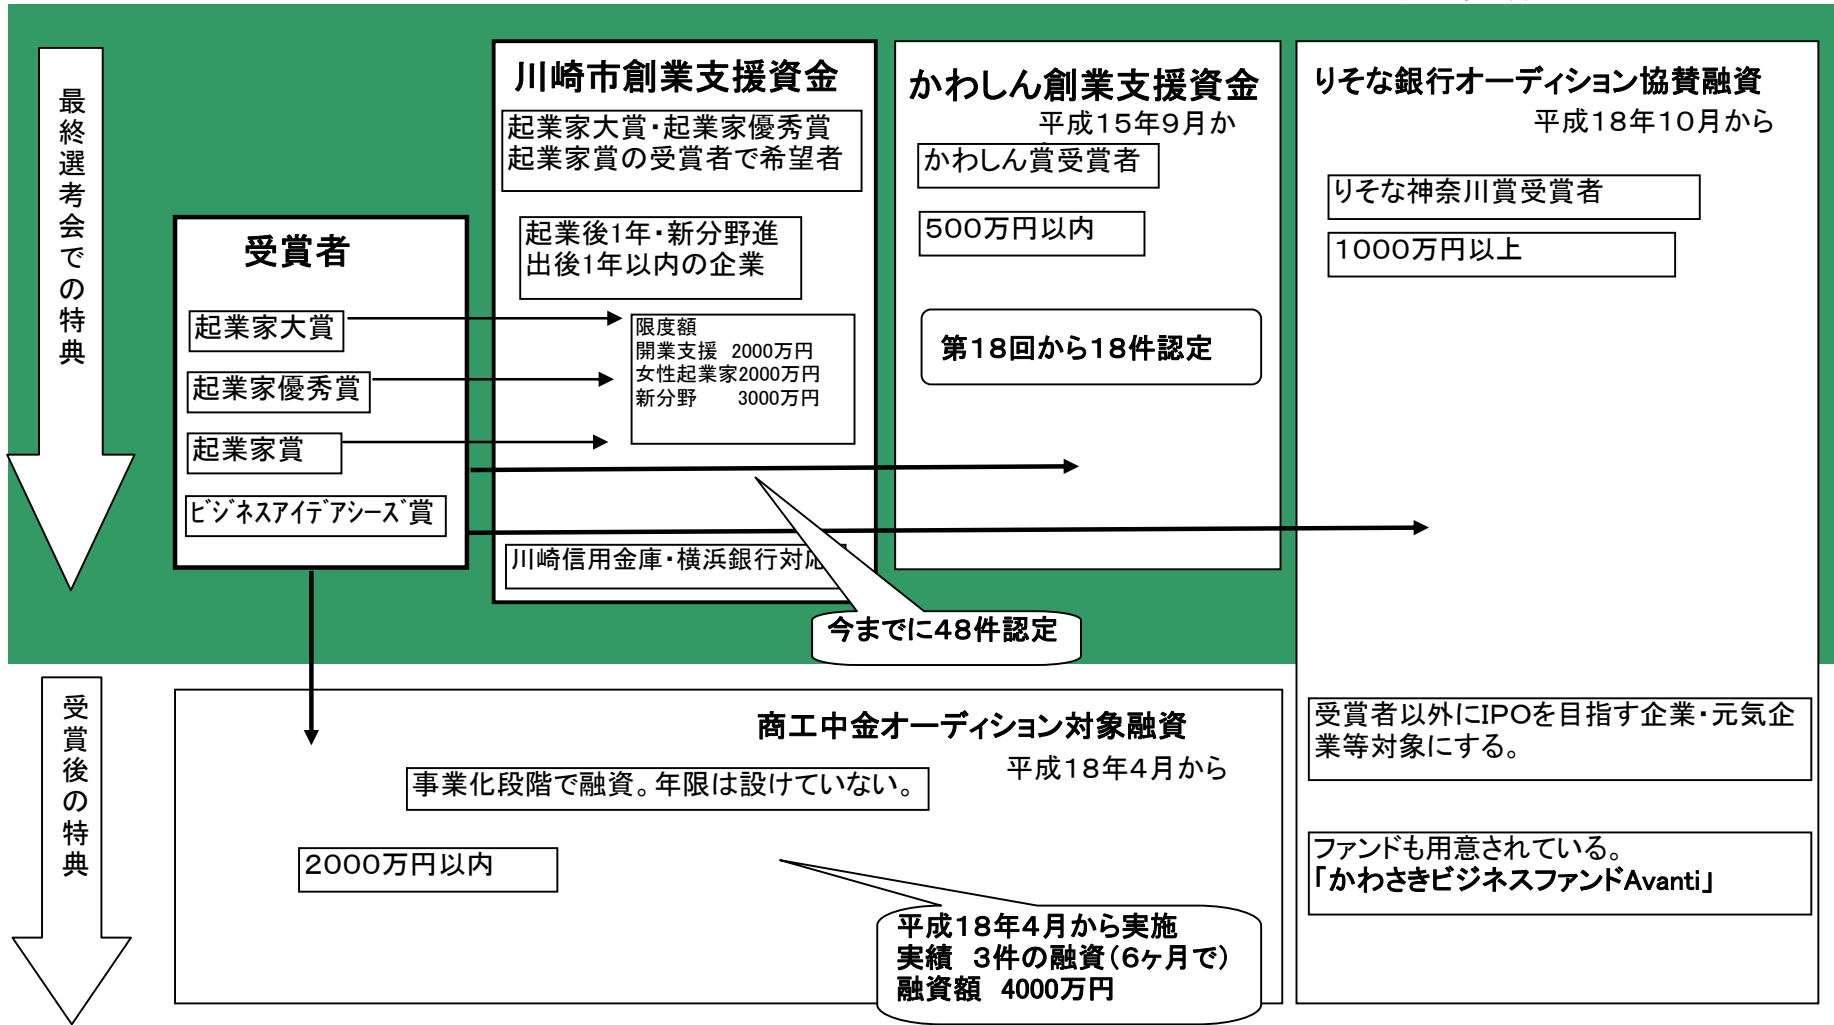 最終選考会での特典
受賞者
起業家大賞
起業家優秀賞
起業家賞
ﾋﾞｼﾞﾈｽｱｲﾃﾞｱｼｰｽﾞ賞
川崎市創業支援資金
起業家大賞・起業家優秀賞
起業家賞の受賞者で希望者
起業後1年・新分野進
出後1年以内の企業
限度額
開業支援 2000万円
女性起業家2000万円
新分野 3000万円
川崎信用金庫・横浜銀行対応
今までに48件認定
かわしん創業支援資金
平成15年9月か
かわしん賞受賞者
500万円以内
第18回から18件認定
りそな銀行オーディション協賛融資
平成18年10月から
りそな神奈川賞受賞者
1000万円以上
受賞者以外にIPOを目指す企業・元気企
業等対象にする。
ファンドも用意されている。
「かわさきビジネスファンドAvanti」
受賞後の特典
商工中金オーディション対象融資
平成18年4月から
事業化段階で融資。年限は設けていない。
2000万円以内
平成18年4月から実施
実績 3件の融資(6ヶ月で)
融資額 4000万円